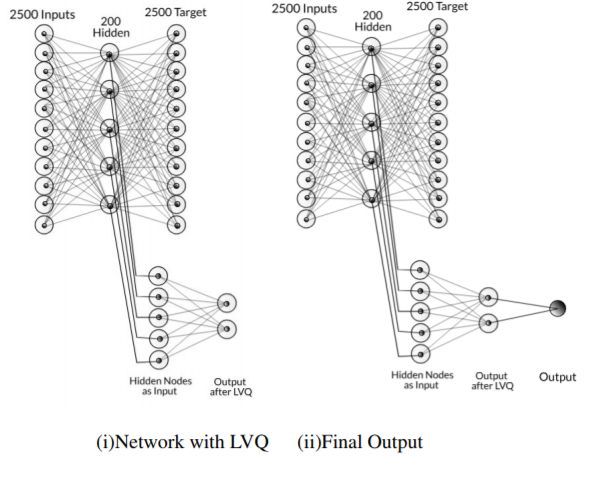 2500 Inputs
200
Hidden
2500 Target
Hidden Nodes
as Input
Output
after LVQ
2500 Inputs
200
Hidden
2500 Target
Hidden Nodes
as Input
Output
after LVQ
Output
(i)Network with LVQ
(ii)Final Output